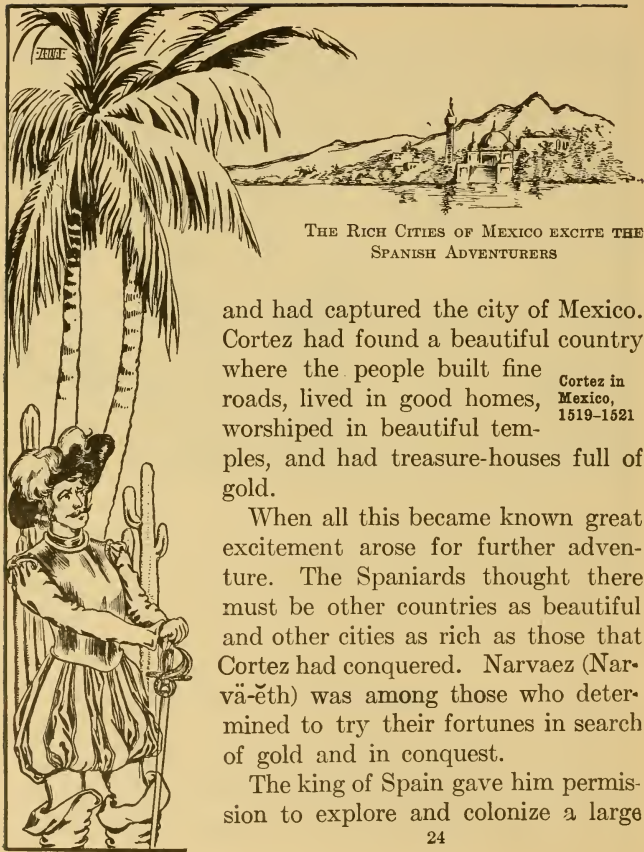 THE RICH CITIES OF MEXICO EXCITE THE
SPANISH ADVENTURERS
and had captured the city of Mexico.
Cortez had found a beautiful country
where the people built fine
roads, lived in good homes,
worshiped in beautiful tem-
ples, and had treasure-houses full of
gold.
Cortez in
Mexico,
1519–1521
When all this became known great
excitement arose for further adven-
ture. The Spaniards thought there
must be other countries as beautiful
and other cities as rich as those that
Cortez had conquered. Narvaez (Nar-
vä-ĕth) was among those who deter-
mined to try their fortunes in search
of gold and in conquest.
The king of Spain gave him permis-
sion to explore and colonize a large
24